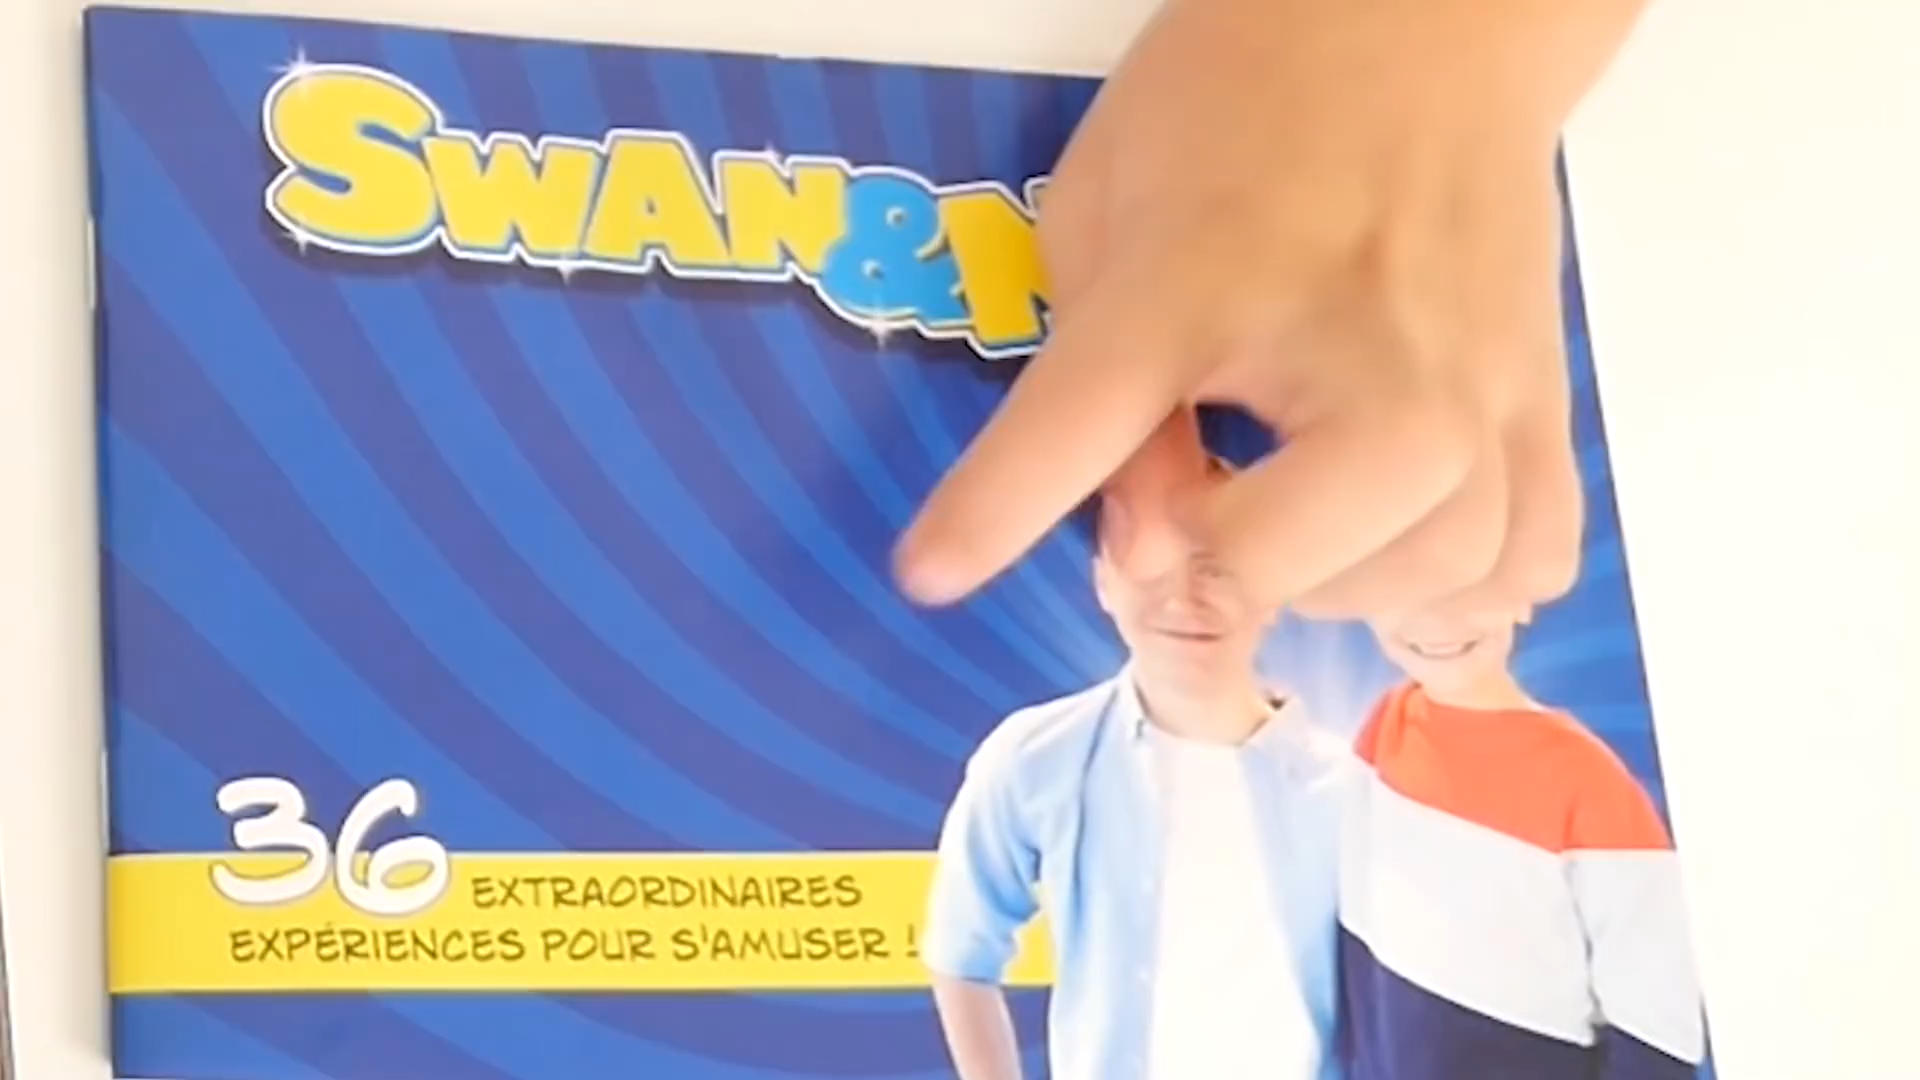 SWAN & N
36 EXTRAORDINAIRES
EXPÉRIENCES POUR S'AMUSER !